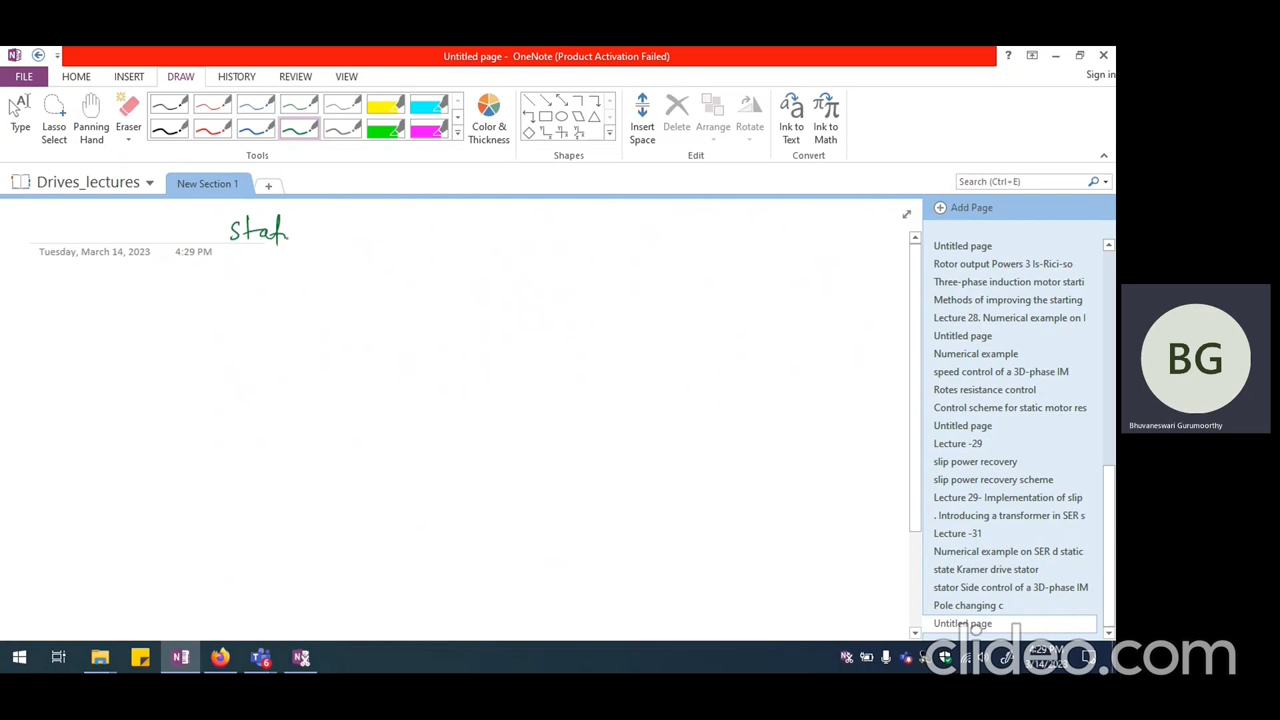 Untitled page - OneNote (Product Activation Failed)
?
FILE
HOME
INSERT
DRAW
HISTORY
REVIEW
VIEW
Sign in
Type
Lasso
Select
Panning
Hand
Eraser
Color &
Thickness
Insert
Space
Delete
Arrange
Rotate
Ink to
Text
Ink to
Math
Tools
Shapes
Edit
Convert
Drives_lectures
New Section 1
Search (Ctrl+E)
Tuesday, March 14, 2023
4:29 PM
Add Page
Untitled page
Rotor output Powers 3 Is-Rici-so
Three-phase induction motor starti
Methods of improving the starting
Lecture 28. Numerical example on I
Untitled page
Numerical example
speed control of a 3D-phase IM
Rotes resistance control
Control scheme for static motor res
Untitled page
Lecture -29
slip power recovery
slip power recovery scheme
Lecture 29- Implementation of slip
. Introducing a transformer in SER s
Lecture -31
Numerical example on SER d static
state Kramer drive stator
stator Side control of a 3D-phase IM
Pole changing c
Untitled page
BG
Bhuvaneswari Gurumoorthy
4:29 PM
3/14/2023
clideo.com